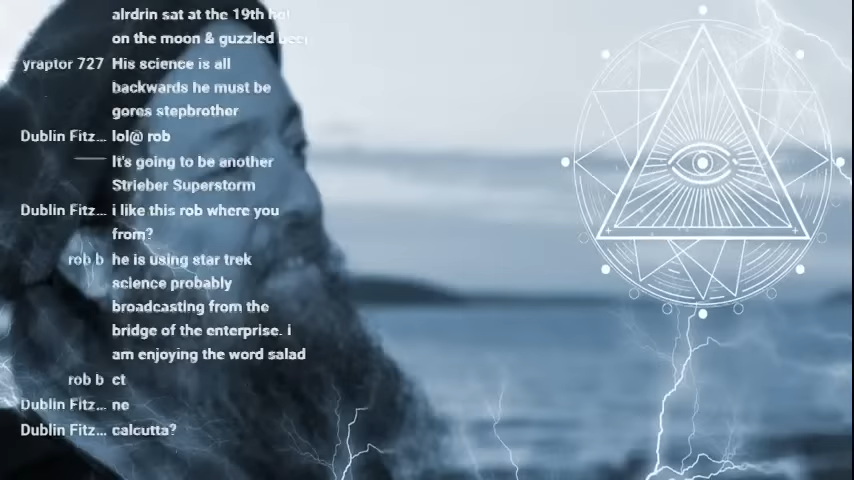 alrdrin sat at the 19th hol
on the moon & guzzled beer
yraptor 727 His science is all
backwards he must be
gores stepbrother
Dublin Fitz... lol@ rob
It's going to be another
Strieber Superstorm
Dublin Fitz... i like this rob where you
from?
rob b he is using star trek
science probably
broadcasting from the
bridge of the enterprise. i
am enjoying the word salad
rob b ct
Dublin Fitz... ne
Dublin Fitz... calcutta?